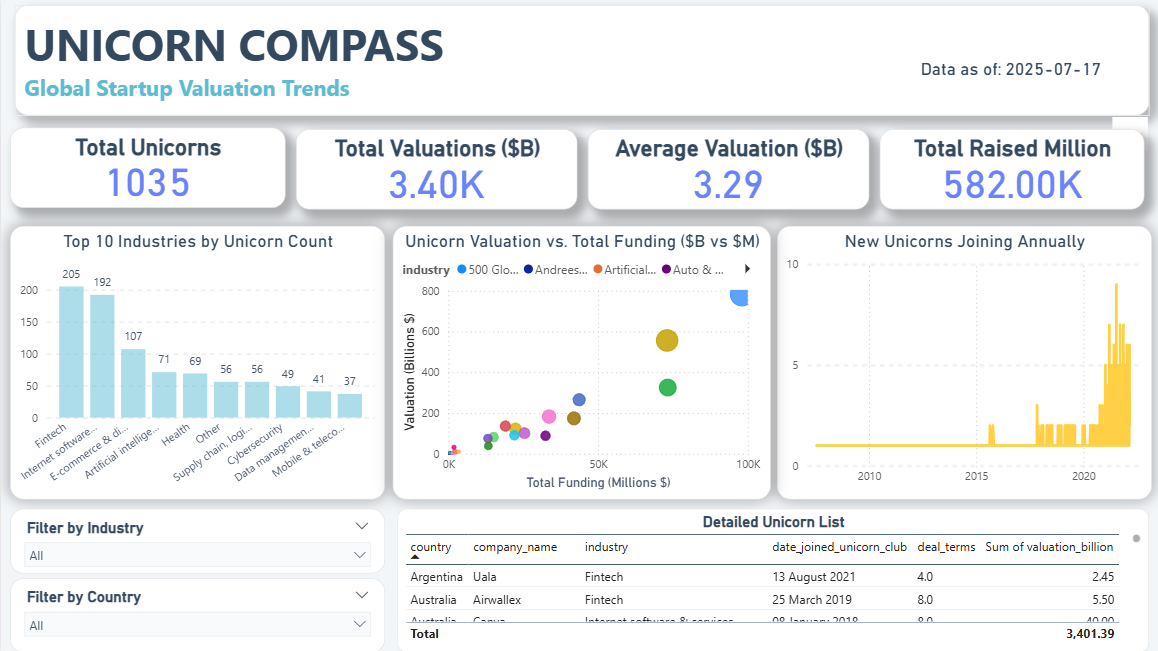 UNICORN COMPASS
Global Startup Valuation Trends
Data as of: 2025-07-17
Total Unicorns
1035
Total Valuations ($B)
3.40K
Average Valuation ($B)
3.29
Total Raised Million
582.00K
Top 10 Industries by Unicorn Count
200
150
100
50
0
205
192
107
71
69
56
56
49
41
37
Fintech
Internet software...
E-commerce & di...
Artificial intellige...
Health
Other
Supply chain, logi...
Cybersecurity
Data managemen...
Mobile & teleco...
Unicorn Valuation vs. Total Funding ($B vs $M)
industry 500 Glo... Andrees... Artificial... Auto & ...
Valuation (Billions $)
800
600
400
200
0
0K 50K 100K
Total Funding (Millions $)
New Unicorns Joining Annually
10
5
0
2010 2015 2020
Filter by Industry
All
Filter by Country
All
Detailed Unicorn List
country company_name industry date_joined_unicorn_club deal_terms Sum of valuation_billion
Argentina Uala Fintech 13 August 2021 4.0 2.45
Australia Airwallex Fintech 25 March 2019 8.0 5.50
Australia Canva Internet software & services 08 January 2018 8.0 40.00
Total 3,401.39